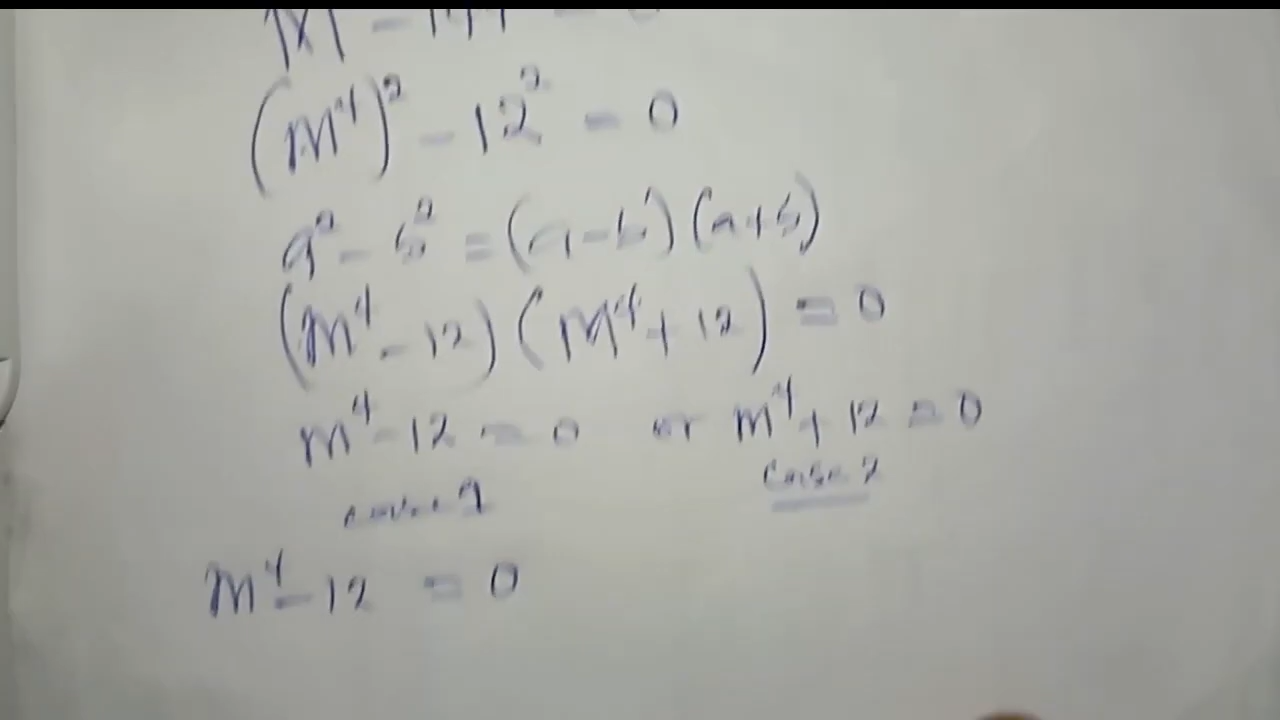 (m⁴)² - 12² = 0
a² - b² = (a - b)(a + b)
(m⁴ - 12)(m⁴ + 12) = 0
m⁴ - 12 = 0 or m⁴ + 12 = 0
case 1 case 2
m⁴ - 12 = 0